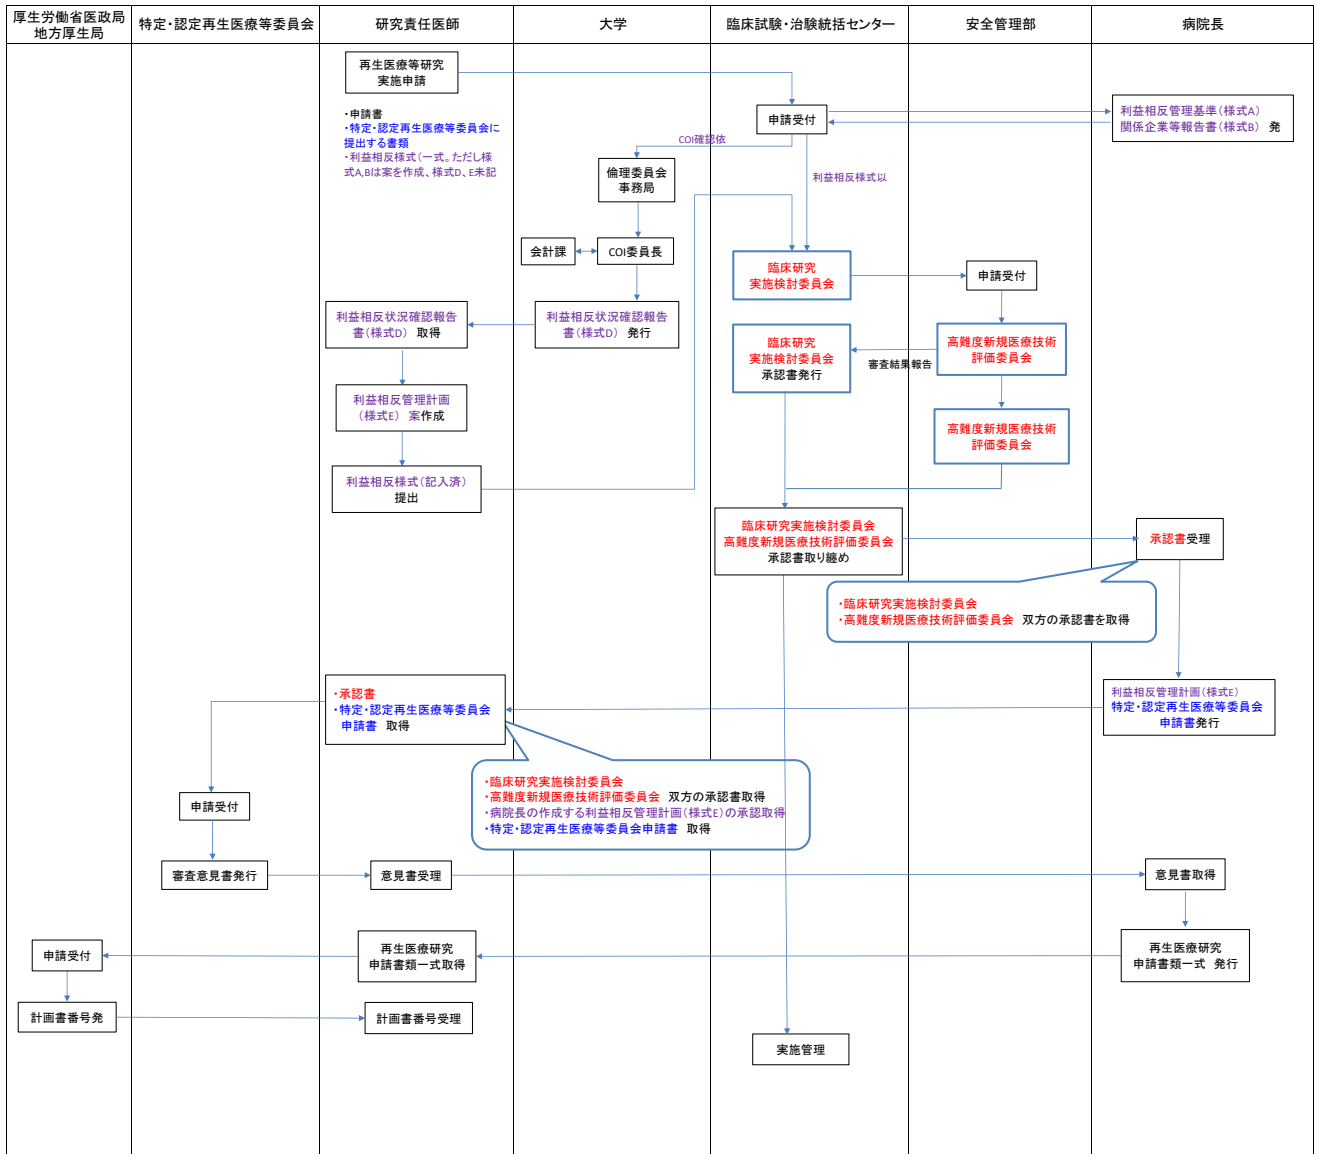 厚生労働省医政局
地方厚生局
特定・認定再生医療等委員会
研究責任医師
大学
臨床試験・治験統括センター
安全管理部
病院長
再生医療等研究
実施申請
・申請書
・特定・認定再生医療等委員会に
提出する書類
・利益相反様式(一式。ただし様
式A,Bは案を作成、様式D、E未記
申請受付
利益相反管理基準(様式A)
関係企業等報告書(様式B) 発
COI確認依
倫理委員会
事務局
利益相反様式以
会計課
COI委員長
臨床研究
実施検討委員会
申請受付
利益相反状況確認報告
書(様式D) 取得
利益相反状況確認報告
書(様式D) 発行
臨床研究
実施検討委員会
承認書発行
審査結果報告
高難度新規医療技術
評価委員会
利益相反管理計画
(様式E) 案作成
高難度新規医療技術
評価委員会
利益相反様式(記入済)
提出
臨床研究実施検討委員会
高難度新規医療技術評価委員会
承認書取り纏め
承認書受理
・臨床研究実施検討委員会
・高難度新規医療技術評価委員会 双方の承認書を取得
・承認書
・特定・認定再生医療等委員会
申請書 取得
利益相反管理計画(様式E)
特定・認定再生医療等委員会
申請書発行
・臨床研究実施検討委員会
・高難度新規医療技術評価委員会 双方の承認書取得
・病院長の作成する利益相反管理計画(様式E)の承認取得
・特定・認定再生医療等委員会申請書 取得
申請受付
審査意見書発行
意見書受理
意見書取得
申請受付
再生医療研究
申請書類一式取得
再生医療研究
申請書類一式 発行
計画書番号発
計画書番号受理
実施管理